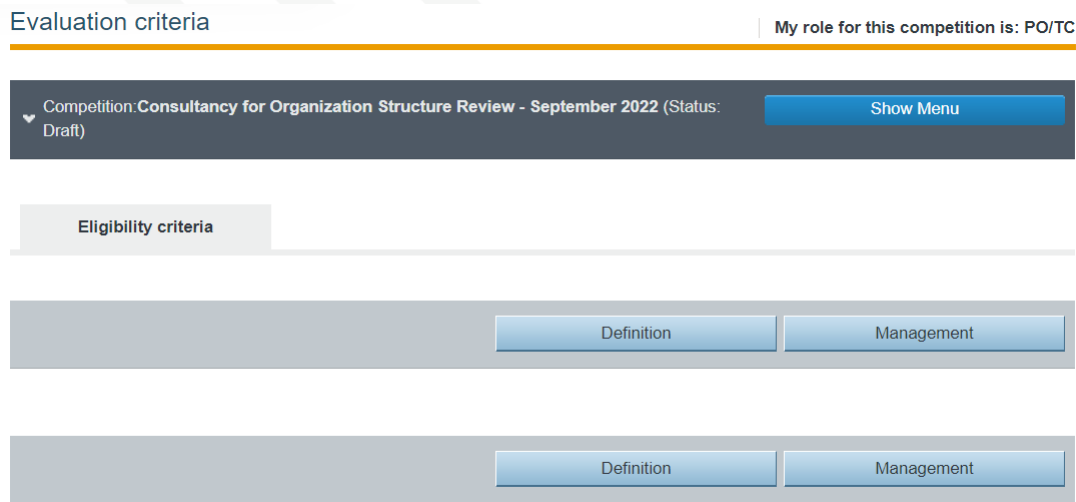 Evaluation criteria
My role for this competition is: PO/TC
Competition:Consultancy for Organization Structure Review - September 2022 (Status:
Draft)
Show Menu
Eligibility criteria
Definition
Management
Definition
Management